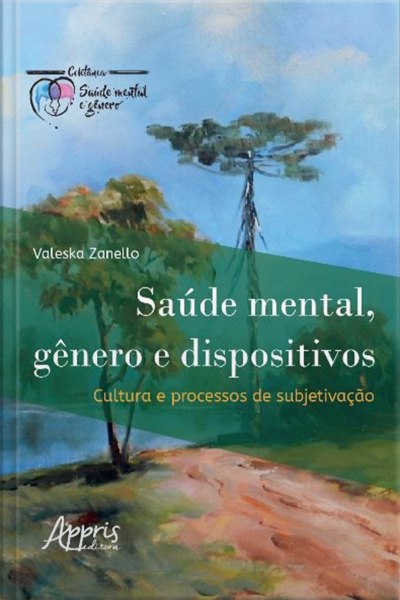 Coletânea
Saúde mental
e gênero
Valeska Zanello
Saúde mental,
gênero e dispositivos
Cultura e processos de subjetivação
Appris
editora